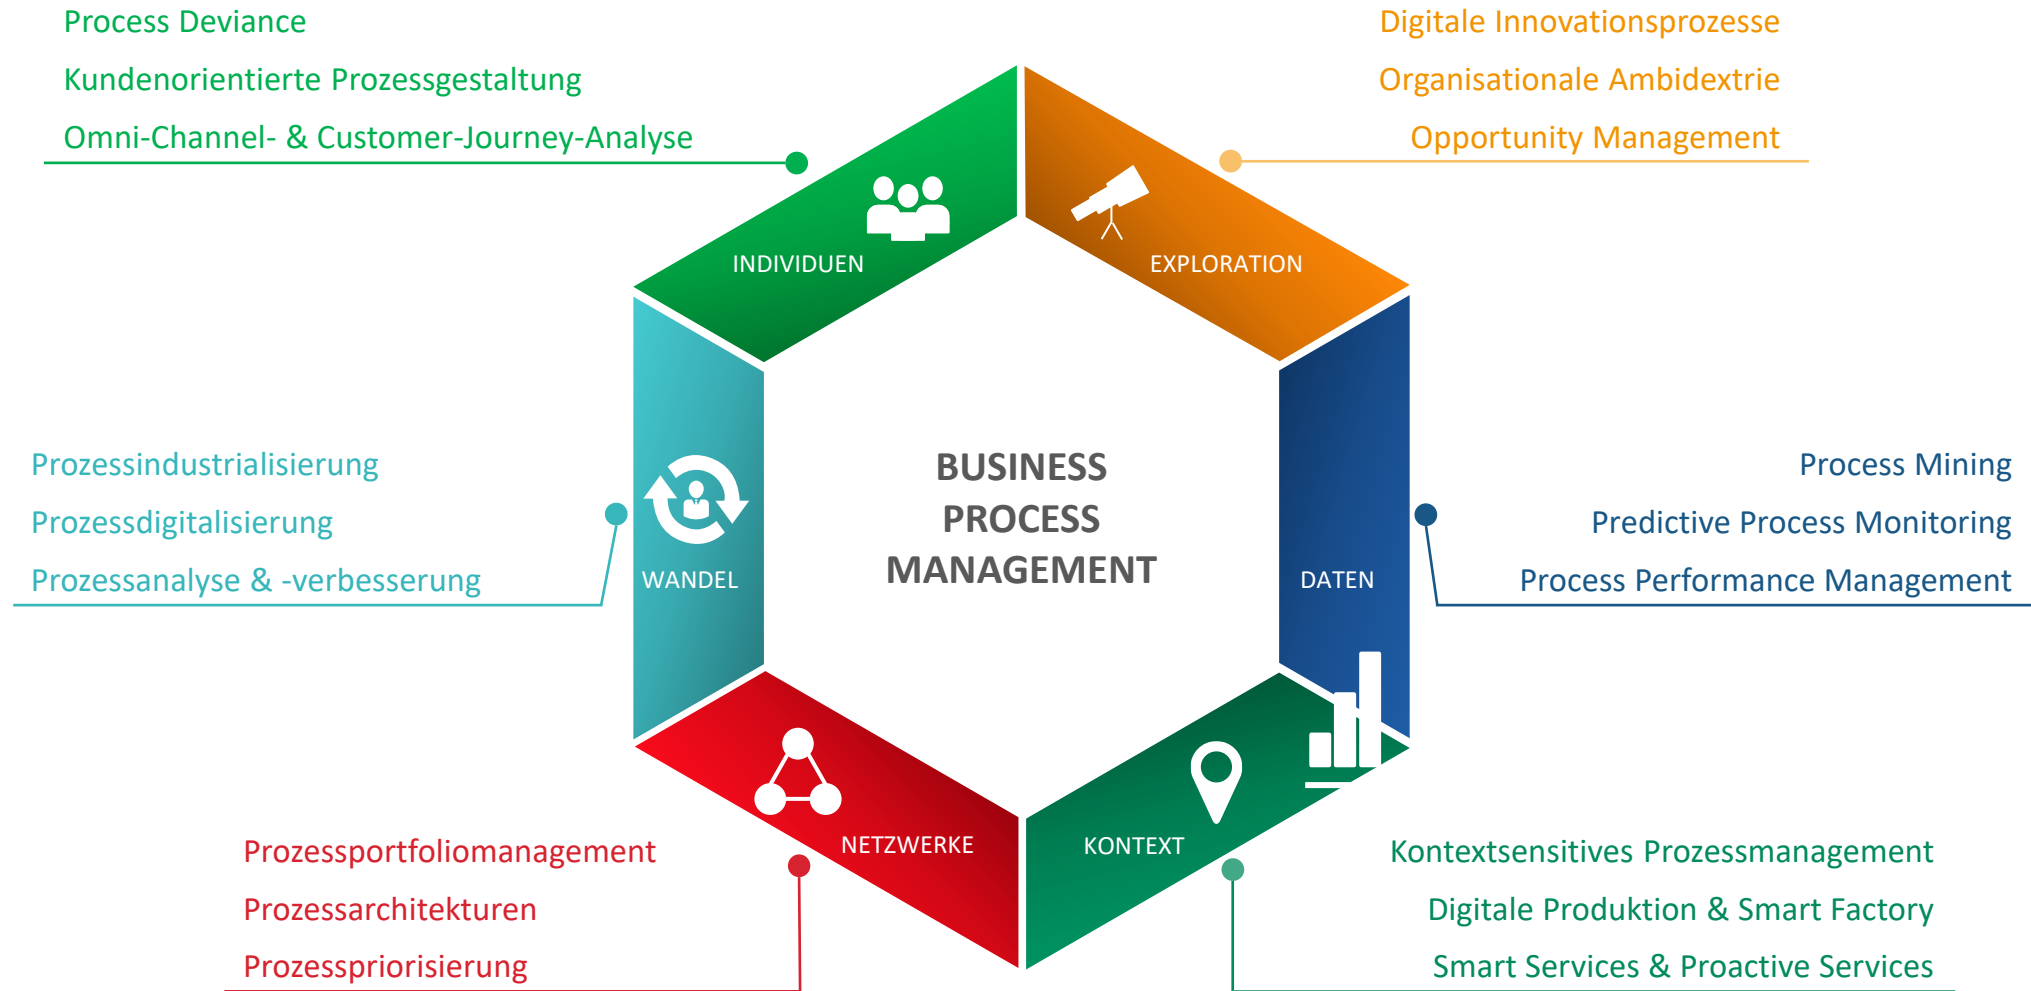 Process Deviance
Kundenorientierte Prozessgestaltung
Omni-Channel- & Customer-Journey-Analyse
Digitale Innovationsprozesse
Organisationale Ambidextrie
Opportunity Management
INDIVIDUEN
EXPLORATION
Prozessindustrialisierung
Prozessdigitalisierung
Prozessanalyse & -verbesserung
WANDEL
BUSINESS
PROCESS
MANAGEMENT
DATEN
Process Mining
Predictive Process Monitoring
Process Performance Management
NETZWERKE
KONTEXT
Prozessportfoliomanagement
Prozessarchitekturen
Prozesspriorisierung
Kontextsensitives Prozessmanagement
Digitale Produktion & Smart Factory
Smart Services & Proactive Services